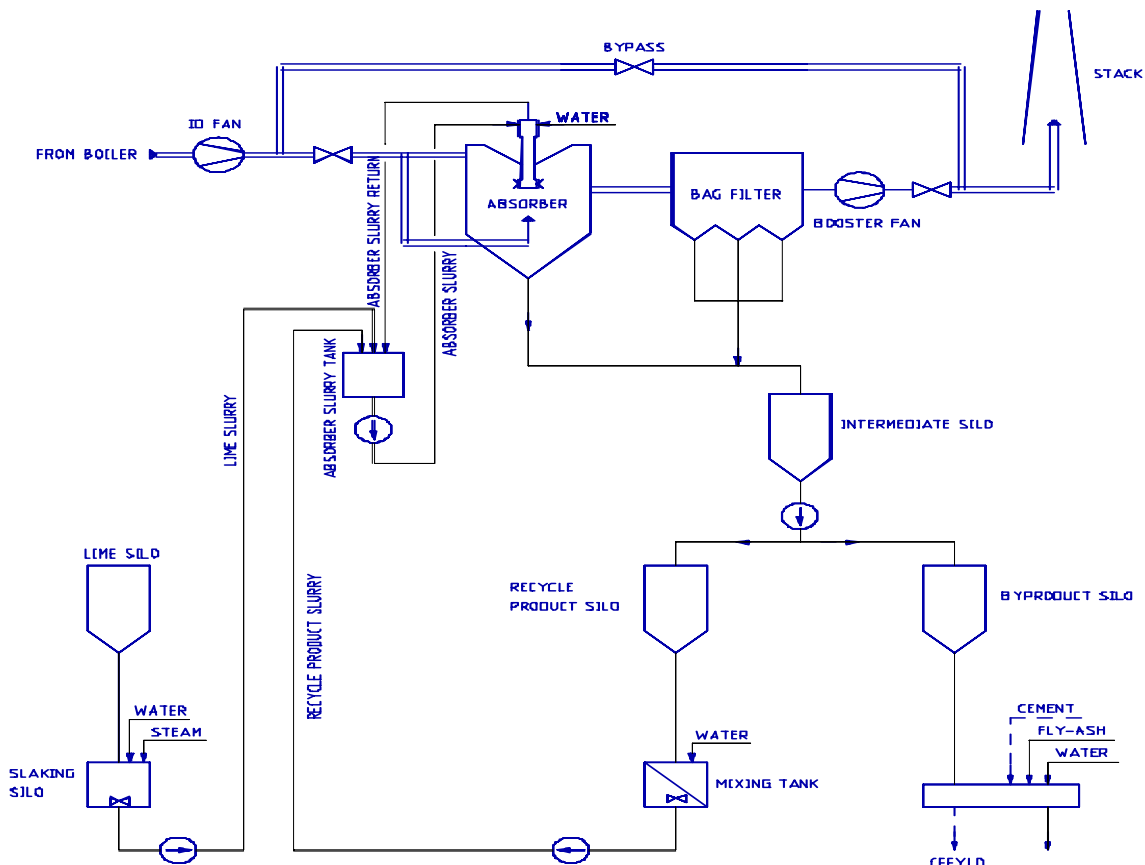 BYPASS
STACK
ID FAN
WATER
FROM BOILER
ABSORBER
BAG FILTER
BOOSTER FAN
ABSORBER SLURRY RETURN
ABSORBER SLURRY
ABSORBER SLURRY TANK
LIME SLURRY
INTERMEDIATE SILO
LIME SILO
RECYCLE
PRODUCT SILO
BYPRODUCT SILO
RECYCLE PRODUCT SLURRY
WATER
STEAM
SLAKING
SILO
WATER
MIXING TANK
CEMENT
FLY-ASH
WATER